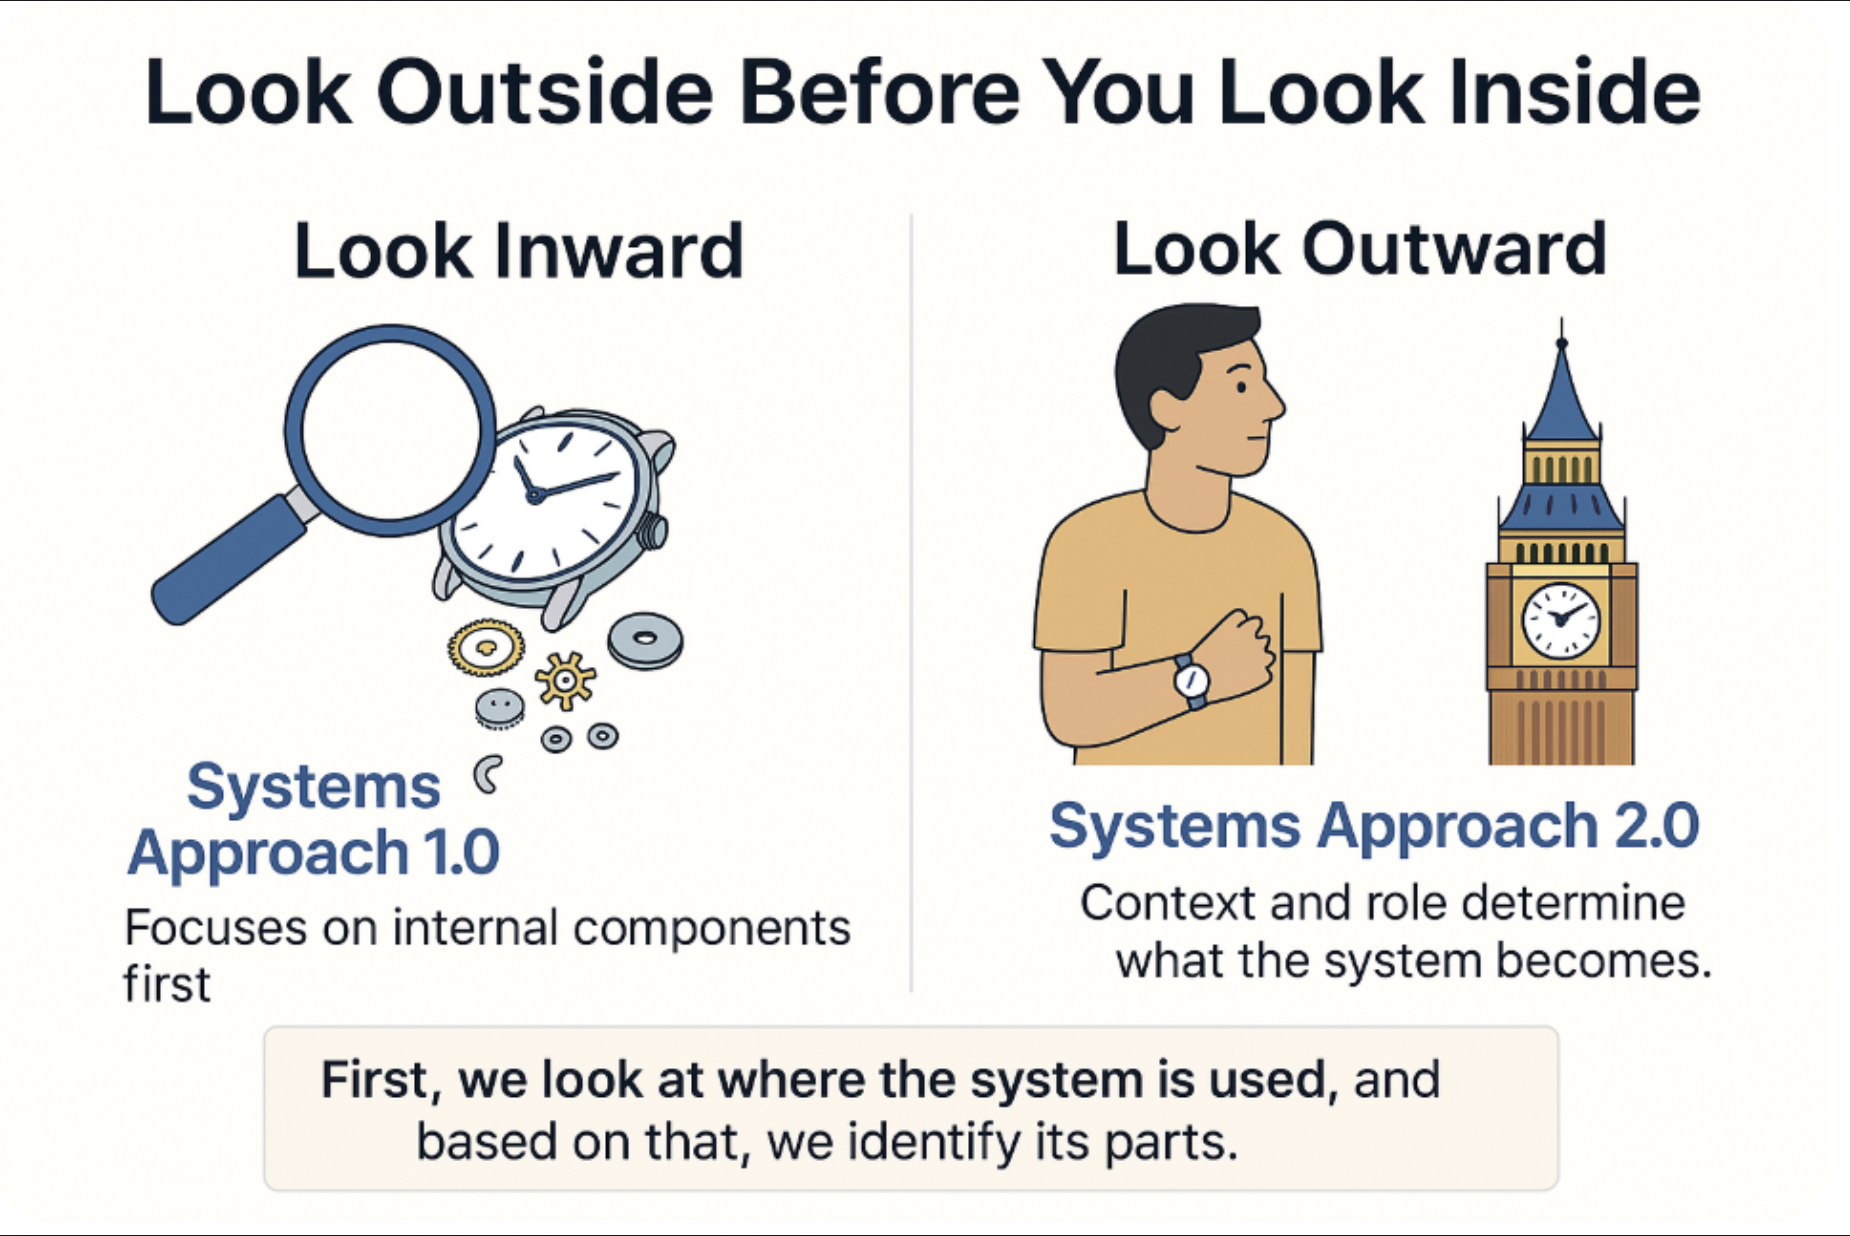 Look Outside Before You Look Inside
Look Inward
Systems
Approach 1.0
Focuses on internal components
first
Look Outward
Systems Approach 2.0
Context and role determine
what the system becomes.
First, we look at where the system is used, and
based on that, we identify its parts.